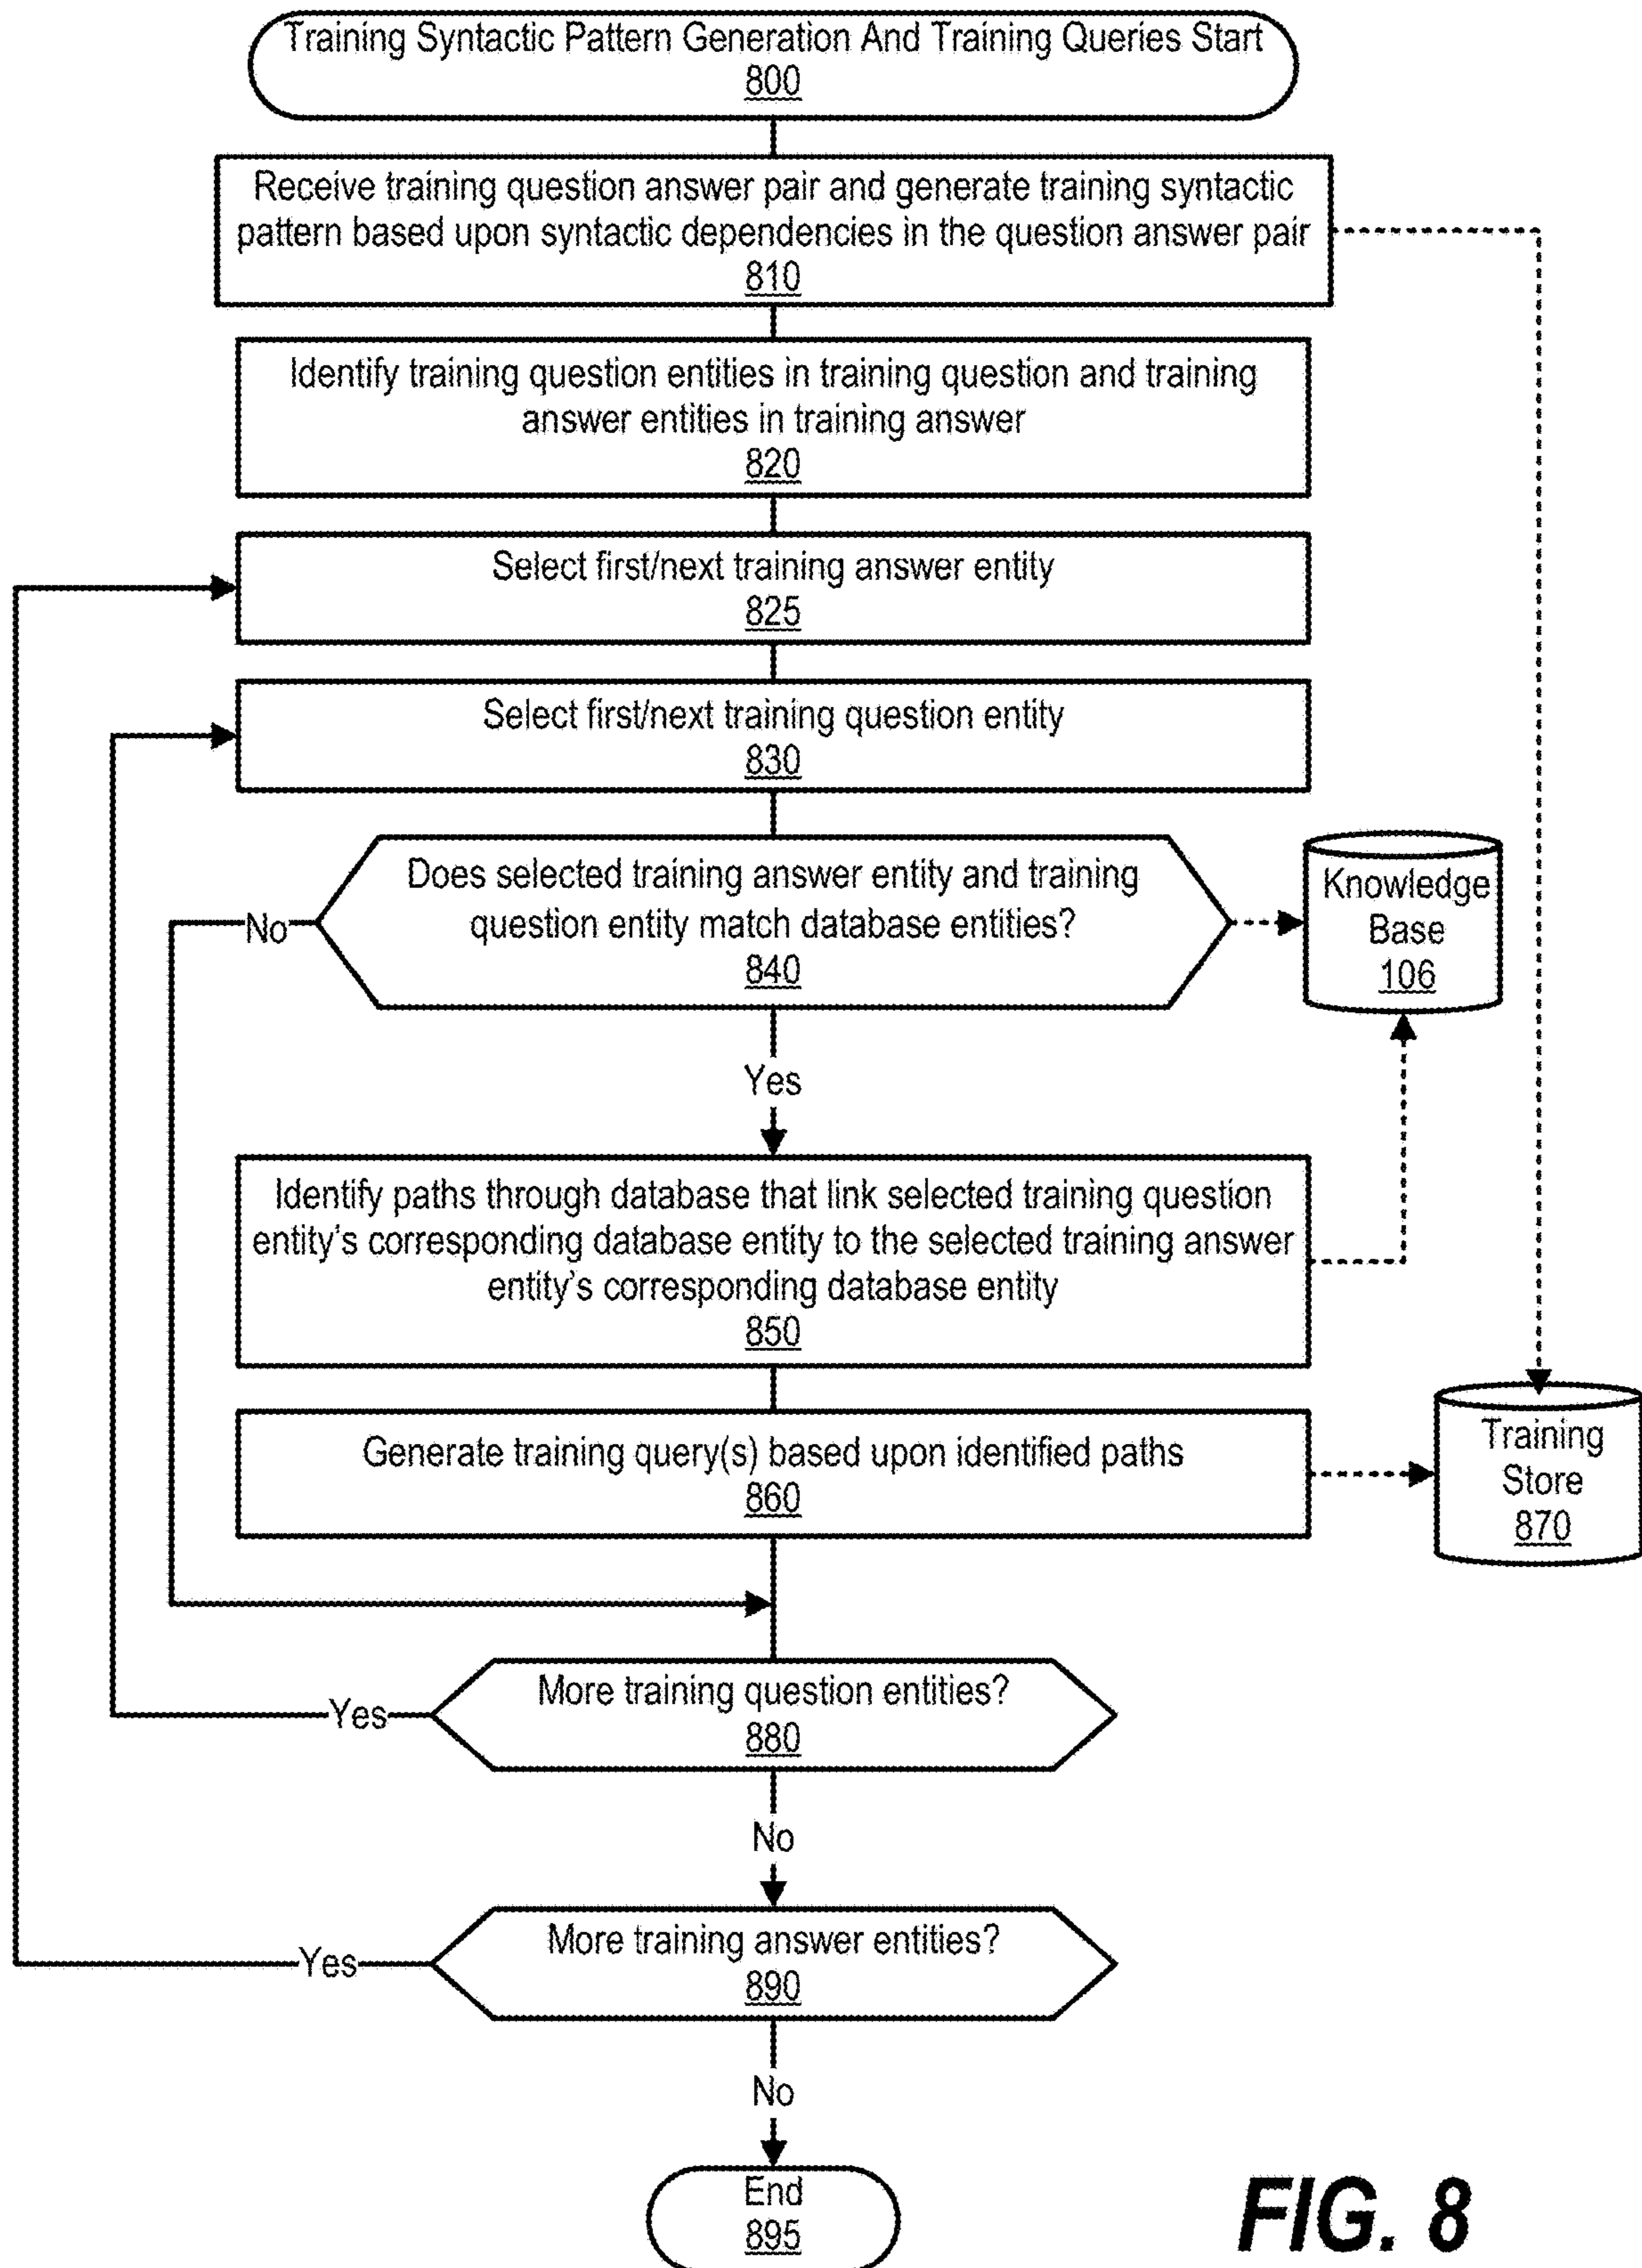 Training Syntactic Pattern Generation And Training Queries Start
800
Receive training question answer pair and generate training syntactic
pattern based upon syntactic dependencies in the question answer pair
810
Identify training question entities in training question and training
answer entities in training answer
820
Select first/next training answer entity
825
Select first/next training question entity
830
Does selected training answer entity and training
question entity match database entities?
840
No
Knowledge
Base
106
Yes
Identify paths through database that link selected training question
entity's corresponding database entity to the selected training answer
entity's corresponding database entity
850
Generate training query(s) based upon identified paths
860
Training
Store
870
More training question entities?
880
Yes
No
More training answer entities?
890
Yes
No
End
895
FIG. 8